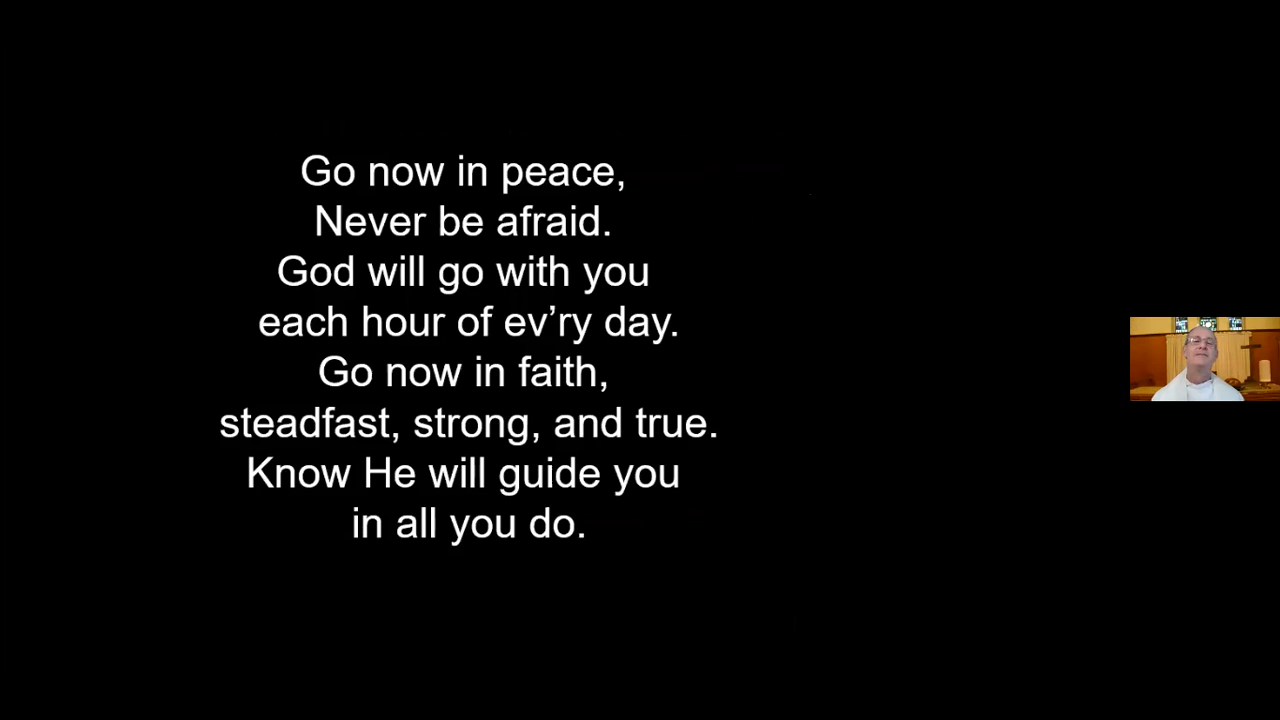 Go now in peace,
Never be afraid.
God will go with you
each hour of ev’ry day.
Go now in faith,
steadfast, strong, and true.
Know He will guide you
in all you do.